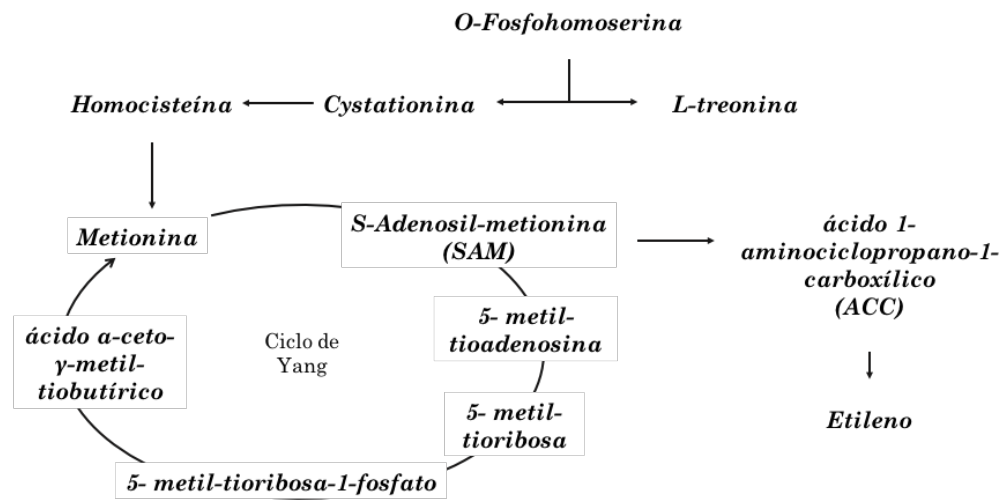 O-Fosfohomoserina
Homocisteína
Cystationina
L-treonina
Metionina
S-Adenosil-metionina
(SAM)
ácido 1-
aminociclopropano-1-
carboxílico
(ACC)
5- metil-
tioadenosina
ácido a-ceto-
γ-metil-
tiobutírico
Ciclo de
Yang
5- metil-
tioribosa
Etileno
5- metil-tioribosa-1-fosfato